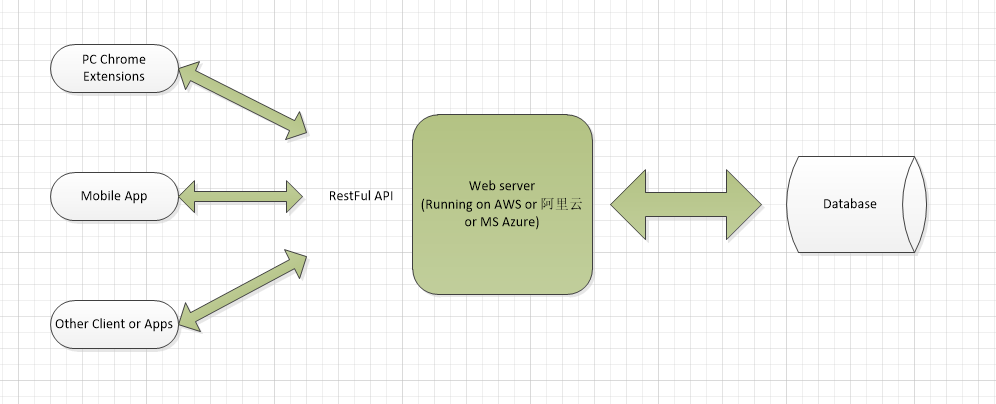 PC Chrome
Extensions
Mobile App
Other Client or Apps
RestFul API
Web server
(Running on AWS or 阿里云
or MS Azure)
Database